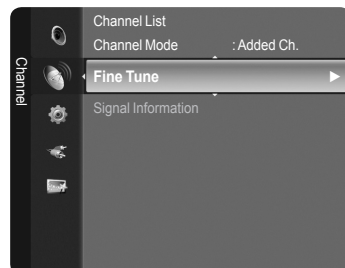 Channel
Channel List
Channel Mode : Added Ch.
Fine Tune
Signal Information